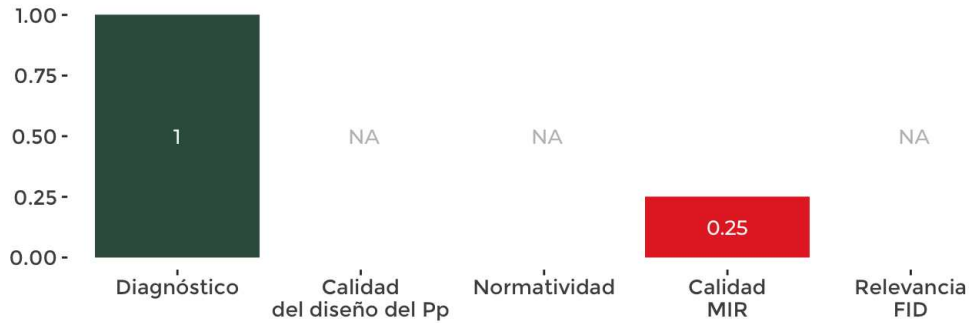 1.00
0.75
0.50
0.25
0.00
1
NA
NA
0.25
NA
Diagnóstico
Calidad
del diseño del Pp
Normatividad
Calidad
MIR
Relevancia
FID